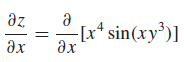 ∂z/∂x = ∂/∂x [x⁴ sin(xy³)]